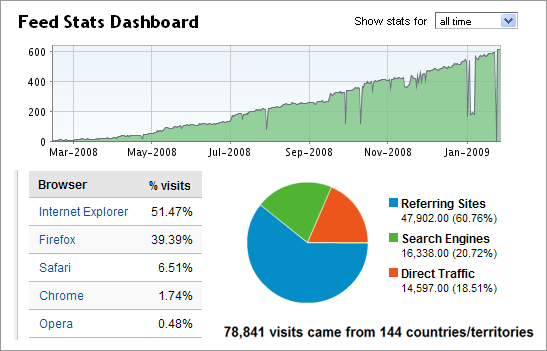 Feed Stats Dashboard
Show stats for all time
600
400
200
0
Mar-2008 May-2008 Jul-2008 Sep-2008 Nov-2008 Jan-2009
Browser % visits
Internet Explorer 51.47%
Firefox 39.39%
Safari 6.51%
Chrome 1.74%
Opera 0.48%
Referring Sites
47,902.00 (60.76%)
Search Engines
16,338.00 (20.72%)
Direct Traffic
14,597.00 (18.51%)
78,841 visits came from 144 countries/territories